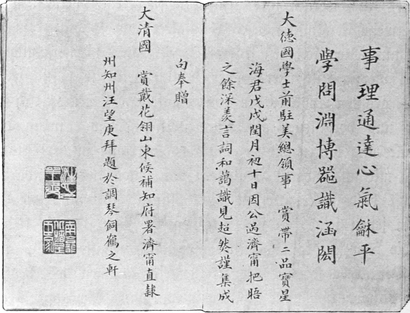 事理通達心氣龢平
學問淵博器識涵閎
大德國學士前駐美總領事 賞帶二品寶星
海君戊戌閏月初十日因公過濟甯把晤
之餘深羨言詞和藹識見超然謹集成
句奉贈
大清國 賞戴花翎山東候補知府署濟甯直隸
州知州汪望庚拜題於調琴飼鶴之軒